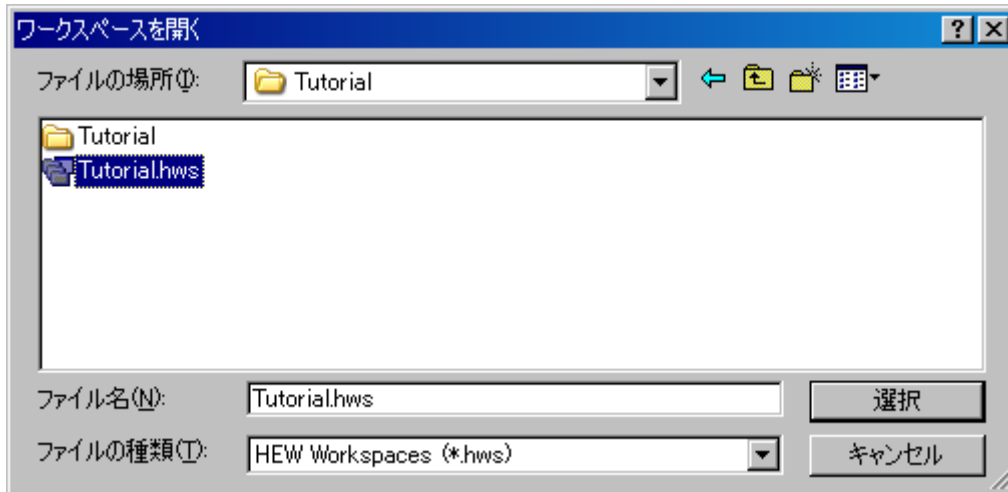 ワークスペースを開く
ファイルの場所(I):
Tutorial
Tutorial
Tutorial.hws
ファイル名(N):
Tutorial.hws
選択
ファイルの種類(T):
HEW Workspaces (*.hws)
キャンセル